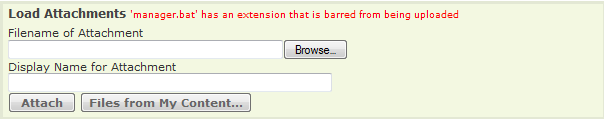 Load Attachments 'manager.bat' has an extension that is barred from being uploaded
Filename of Attachment
Browse...
Display Name for Attachment
Attach Files from My Content...